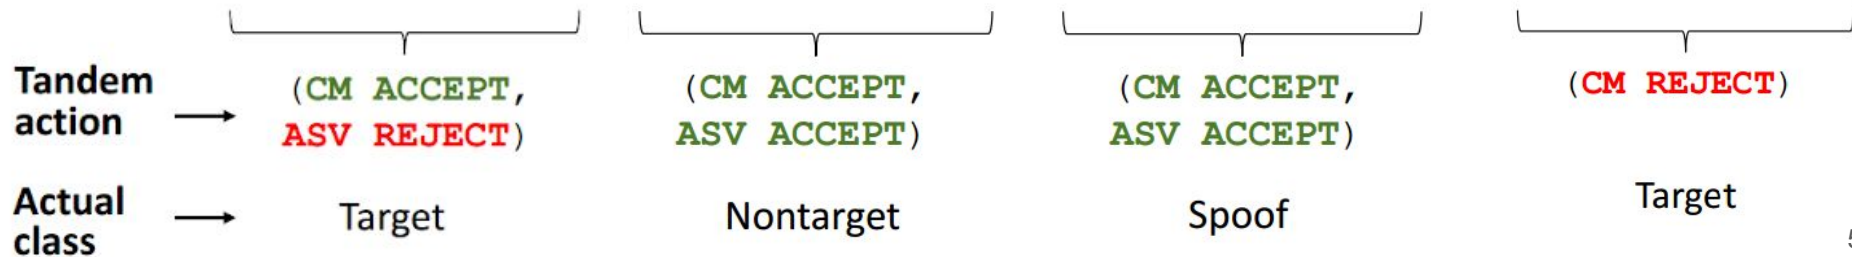 Tandem action
(CM ACCEPT, ASV REJECT)
(CM ACCEPT, ASV ACCEPT)
(CM ACCEPT, ASV ACCEPT)
(CM REJECT)
Actual class
Target
Nontarget
Spoof
Target